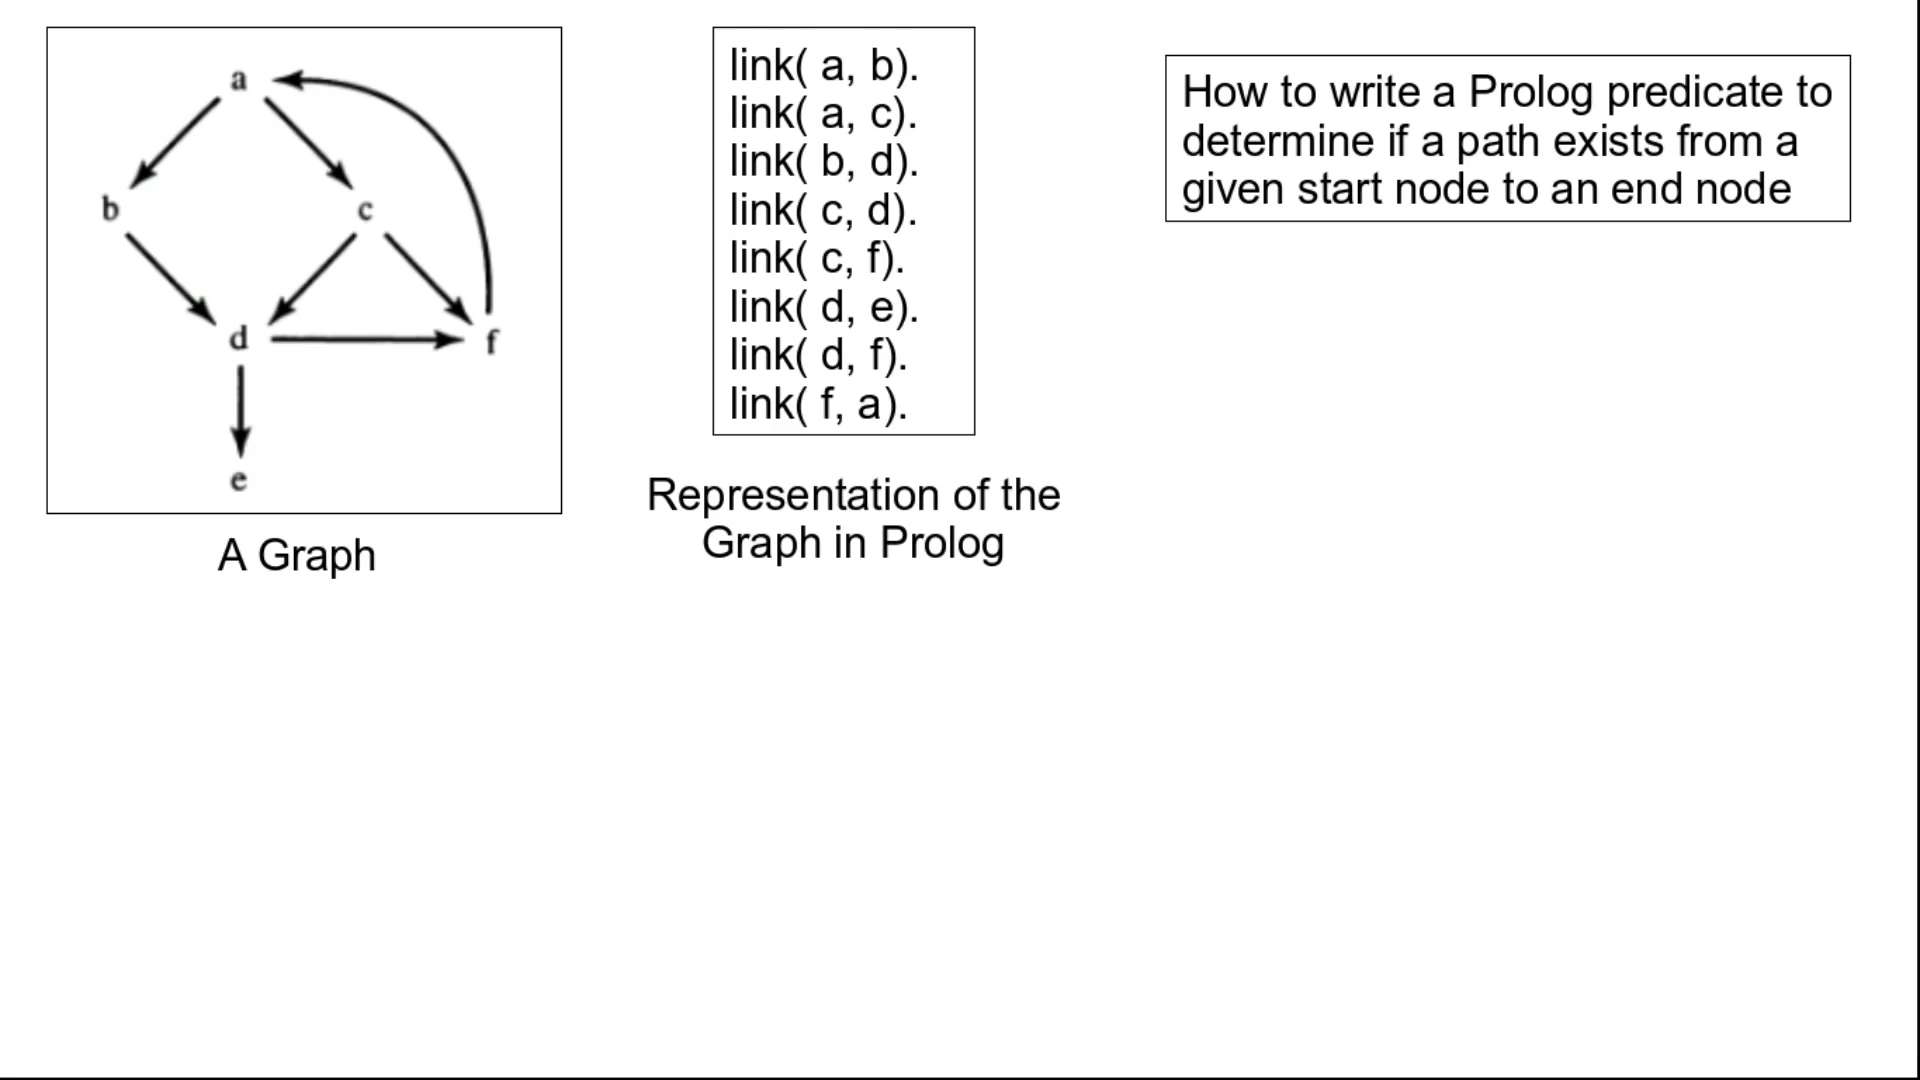 a
b
c
d
f
e
A Graph
link( a, b).
link( a, c).
link( b, d).
link( c, d).
link( c, f).
link( d, e).
link( d, f).
link( f, a).
Representation of the
Graph in Prolog
How to write a Prolog predicate to
determine if a path exists from a
given start node to an end node